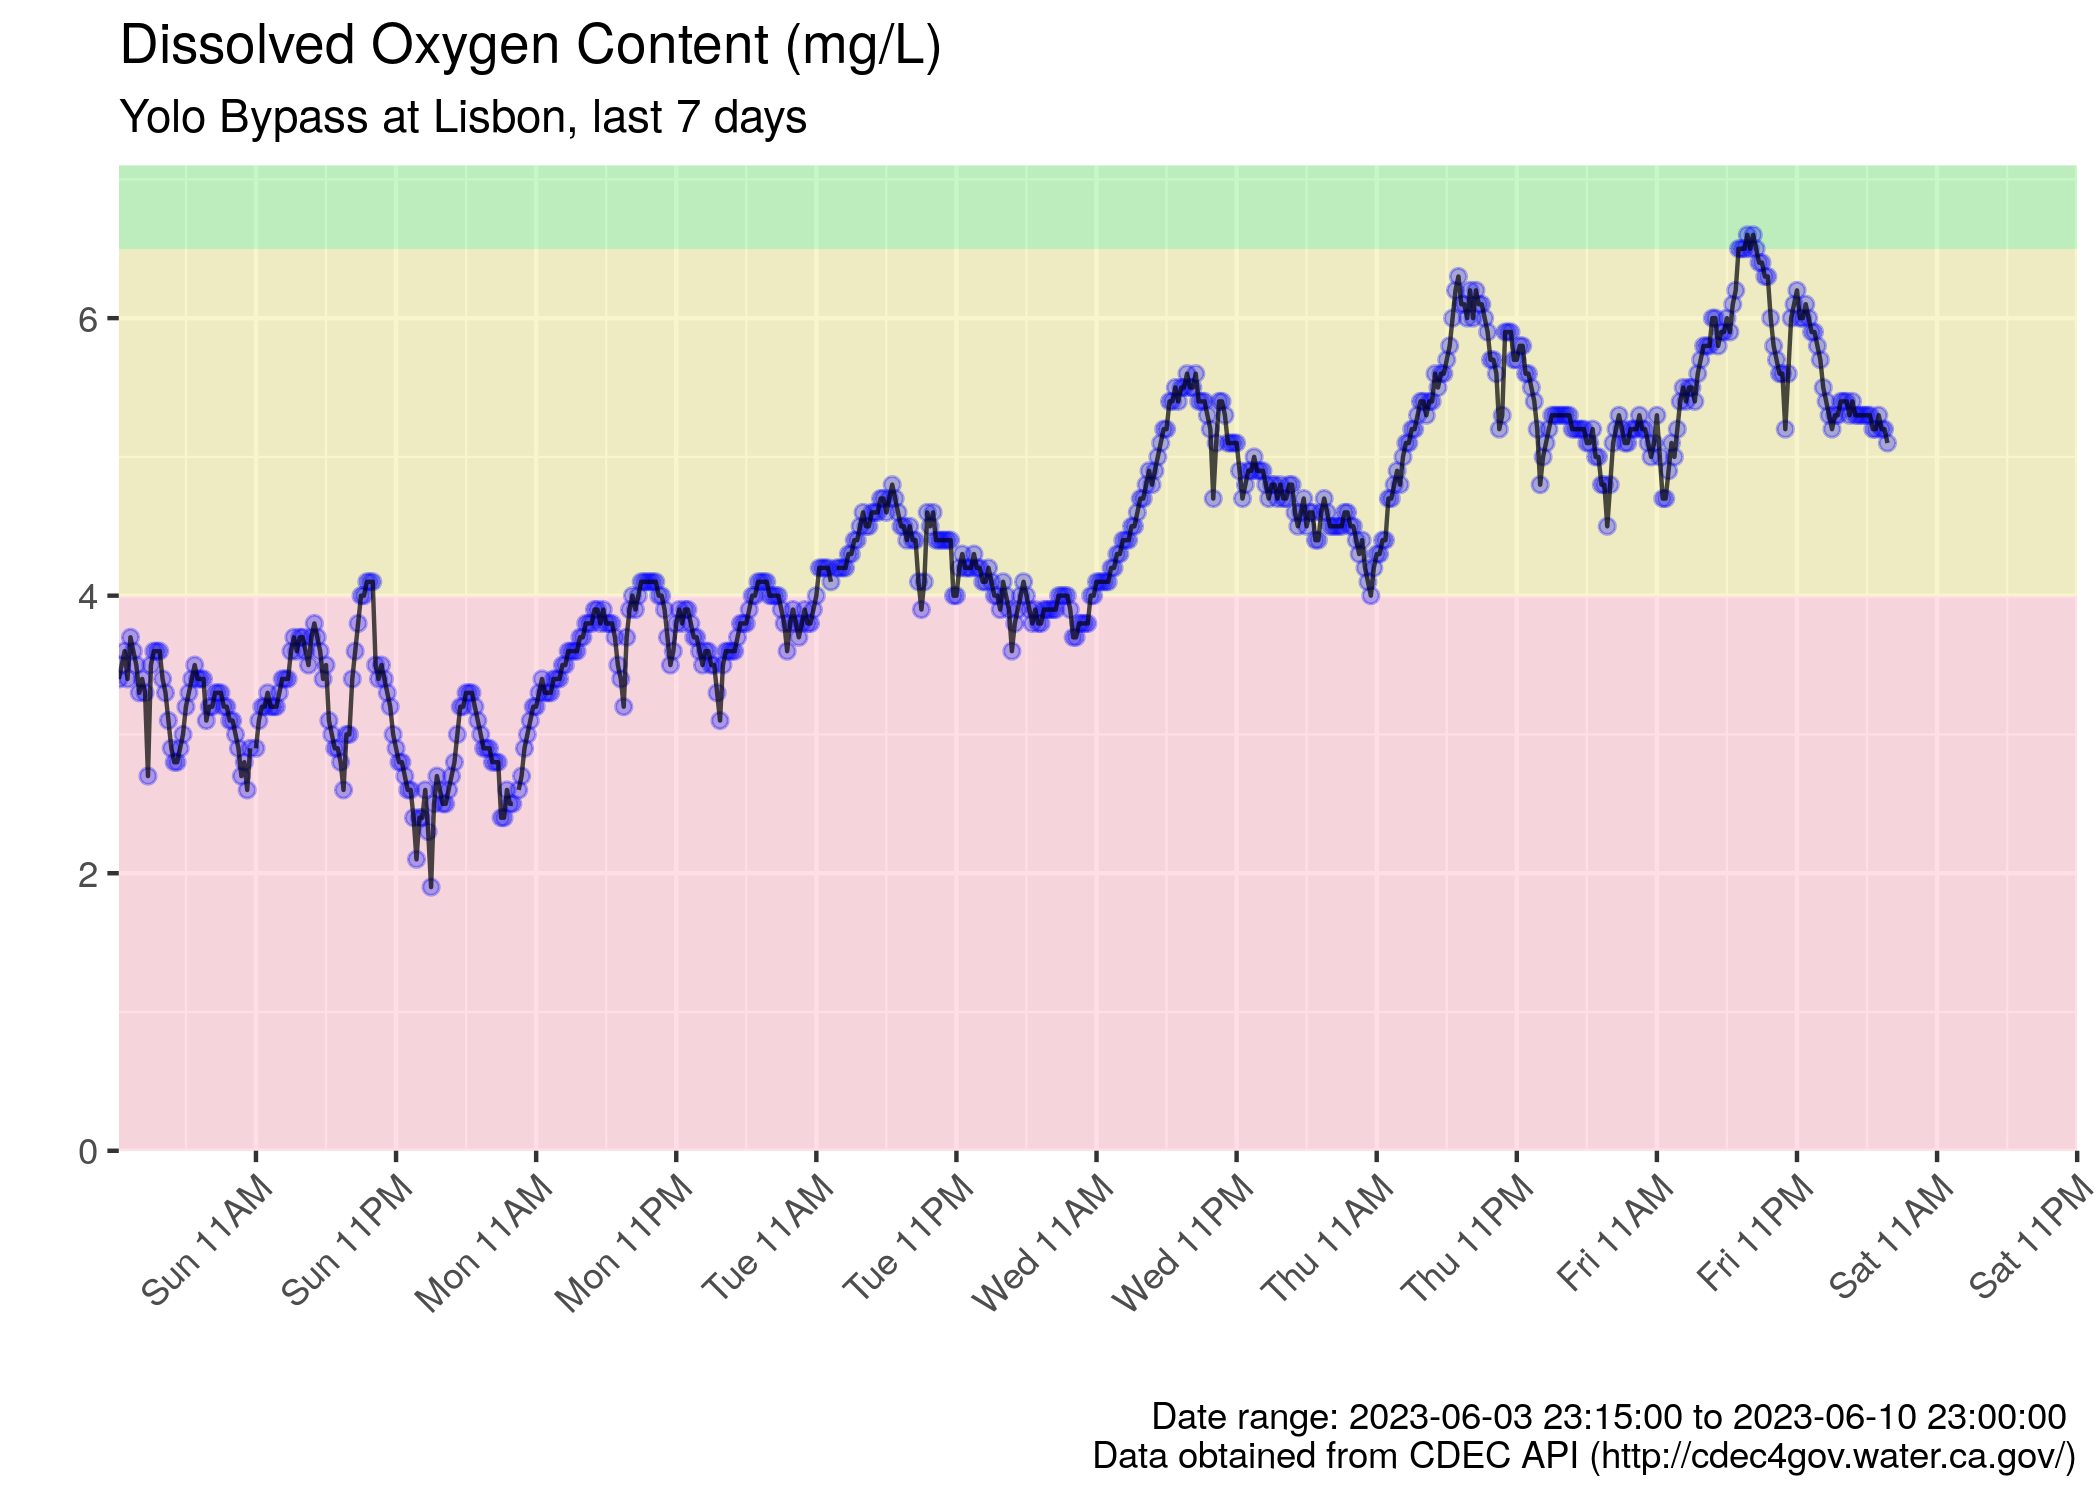 Dissolved Oxygen Content (mg/L)
Yolo Bypass at Lisbon, last 7 days
6
4
2
0
Sun 11AM
Sun 11PM
Mon 11AM
Mon 11PM
Tue 11AM
Tue 11PM
Wed 11AM
Wed 11PM
Thu 11AM
Thu 11PM
Fri 11AM
Fri 11PM
Sat 11AM
Sat 11PM
Date range: 2023-06-03 23:15:00 to 2023-06-10 23:00:00
Data obtained from CDEC API (http://cdec4gov.water.ca.gov/)